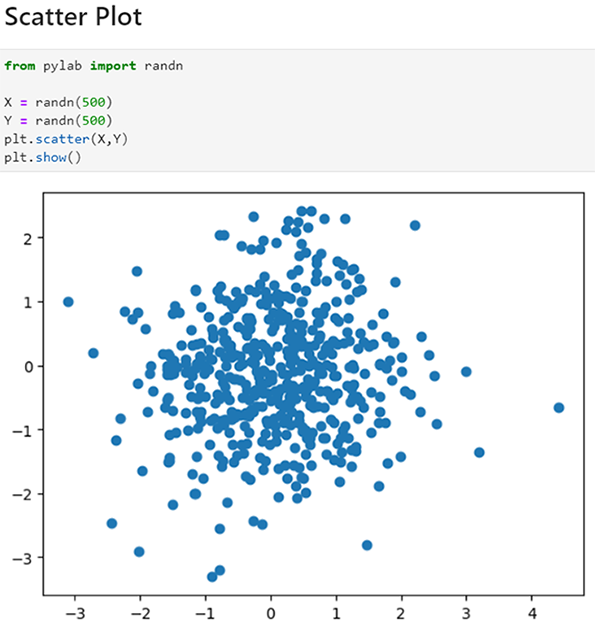 Scatter Plot
from pylab import randn
X = randn(500)
Y = randn(500)
plt.scatter(X,Y)
plt.show()
2
1
0
−1
−2
−3
−3 −2 −1 0 1 2 3 4